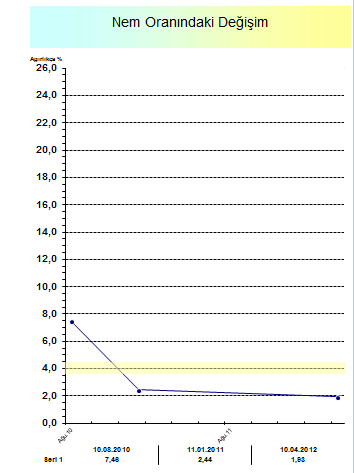 Nem Oranındaki Değişim
Ağırlıkça %
26,0
24,0
22,0
20,0
18,0
16,0
14,0
12,0
10,0
8,0
6,0
4,0
2,0
0,0
Ağu.10 Ağu.11
10.08.2010 11.01.2011 10.04.2012
Seri 1 7,46 2,44 1,93